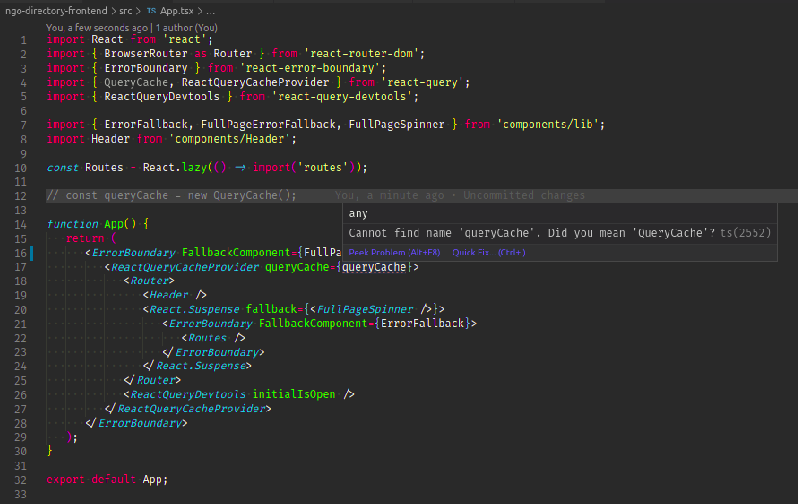 ngo-directory-frontend > src > TS App.tsx > ...
You, a few seconds ago | 1 author (You)
1 import React from 'react';
2 import { BrowserRouter as Router } from 'react-router-dom';
3 import { ErrorBoundary } from 'react-error-boundary';
4 import { QueryCache, ReactQueryCacheProvider } from 'react-query';
5 import { ReactQueryDevtools } from 'react-query-devtools';
6
7 import { ErrorFallback, FullPageErrorFallback, FullPageSpinner } from 'components/lib';
8 import Header from 'components/Header';
9
10 const Routes = React.lazy(() => import('routes'));
11
12 // const queryCache = new QueryCache(); You, a minute ago · Uncommitted changes
13
any
14 function App() {
Cannot find name 'queryCache'. Did you mean 'QueryCache'? ts(2552)
15 return (
16 <ErrorBoundary FallbackComponent={FullPa
Peek Problem (Alt+F8) Quick Fix... (Ctrl+.)
17 <ReactQueryCacheProvider queryCache={queryCache}>
18 <Router>
19 <Header />
20 <React.Suspense fallback={<FullPageSpinner />}>
21 <ErrorBoundary FallbackComponent={ErrorFallback}>
22 <Routes />
23 </ErrorBoundary>
24 </React.Suspense>
25 </Router>
26 <ReactQueryDevtools initialIsOpen />
27 </ReactQueryCacheProvider>
28 </ErrorBoundary>
29 );
30 }
31
32 export default App;
33